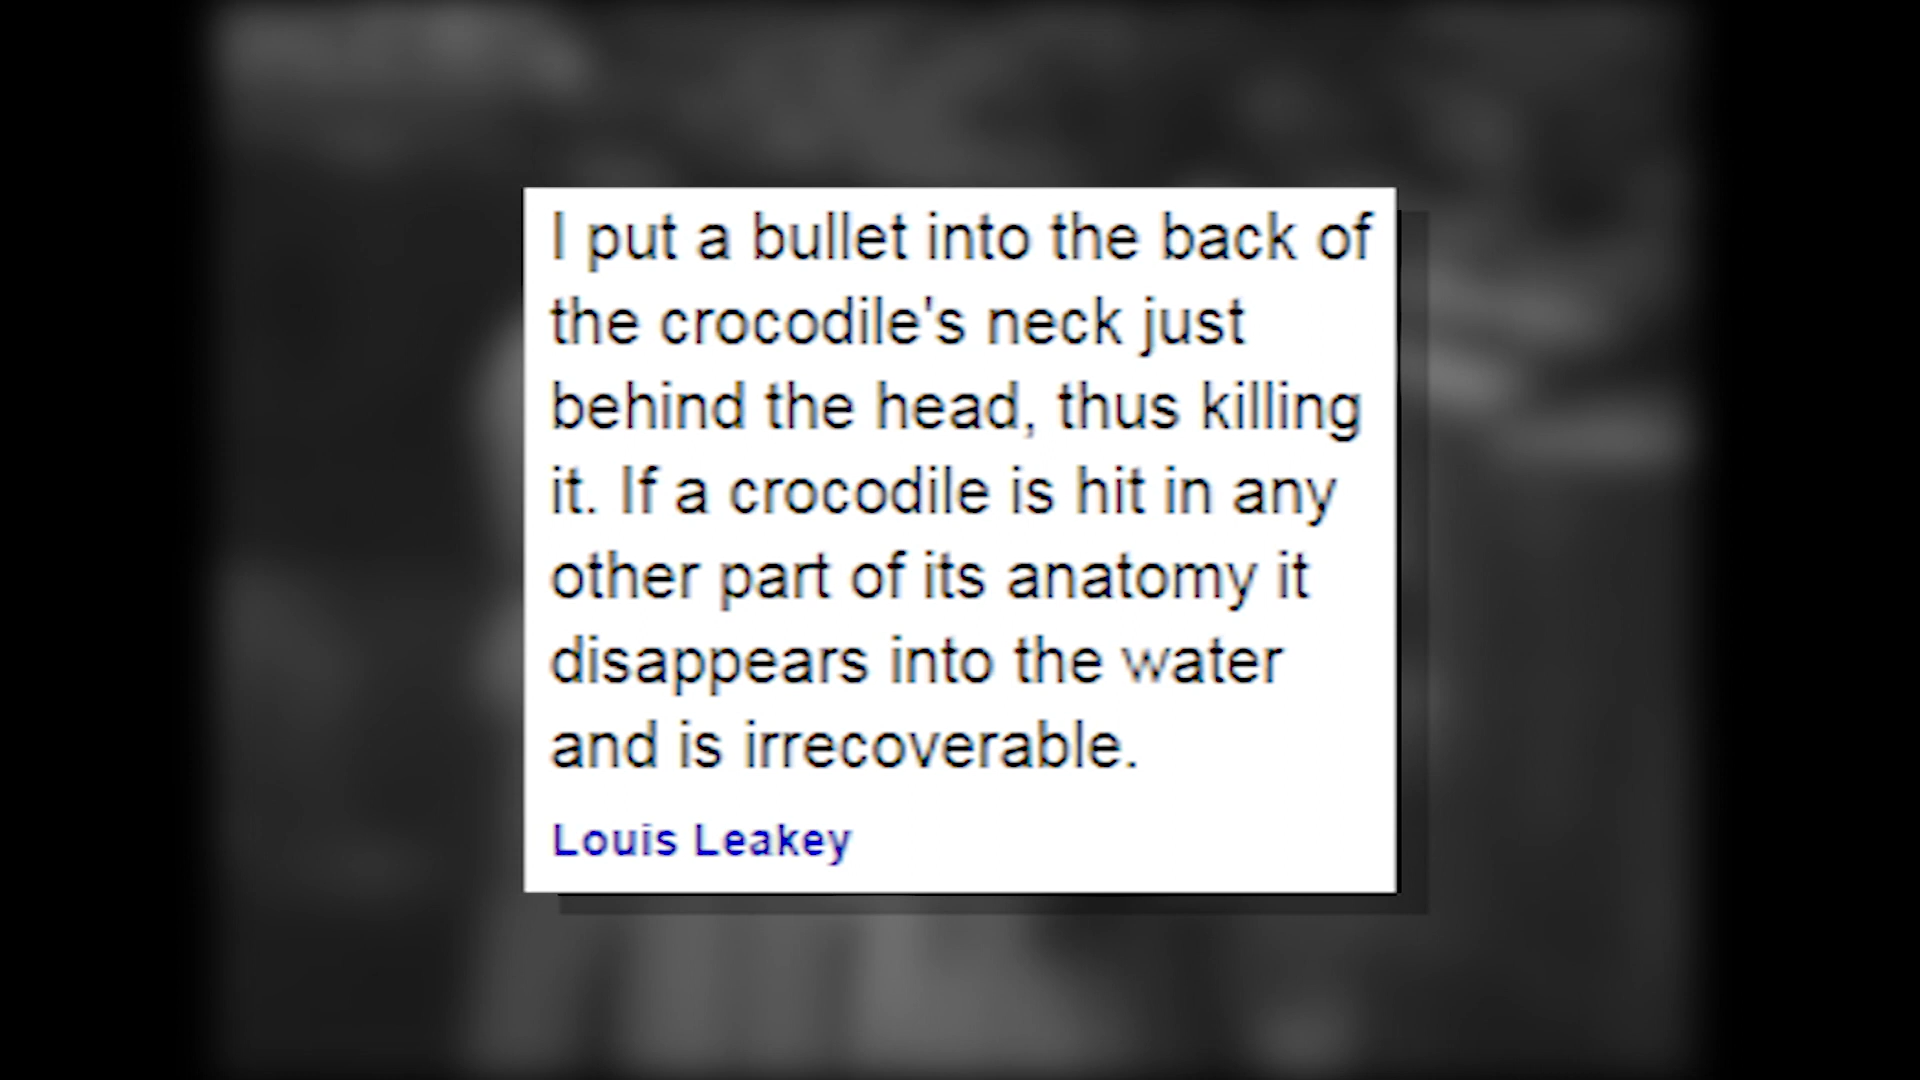 I put a bullet into the back of
the crocodile's neck just
behind the head, thus killing
it. If a crocodile is hit in any
other part of its anatomy it
disappears into the water
and is irrecoverable.
Louis Leakey